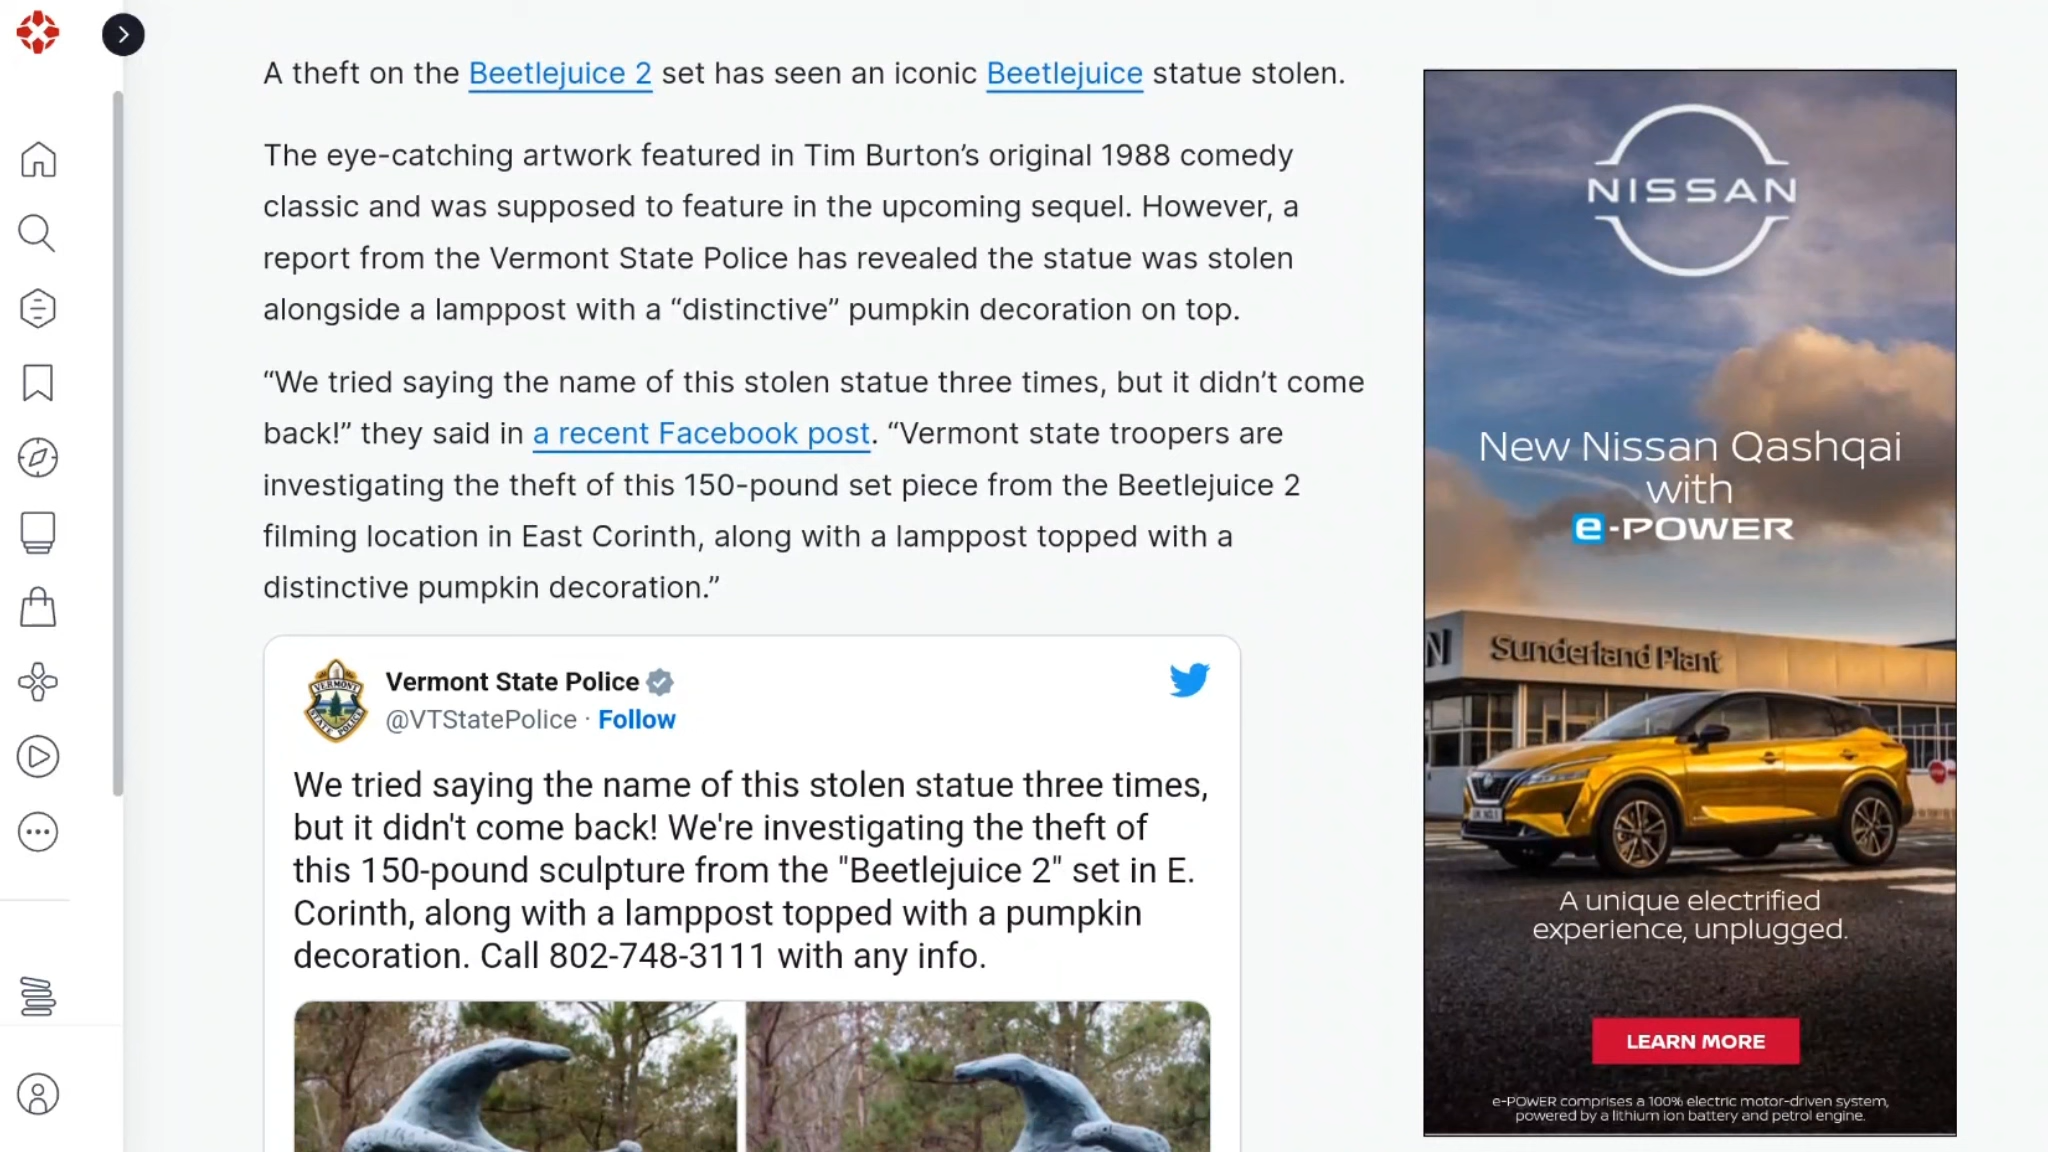 A theft on the Beetlejuice 2 set has seen an iconic Beetlejuice statue stolen.
The eye-catching artwork featured in Tim Burton’s original 1988 comedy
classic and was supposed to feature in the upcoming sequel. However, a
report from the Vermont State Police has revealed the statue was stolen
alongside a lamppost with a “distinctive” pumpkin decoration on top.
“We tried saying the name of this stolen statue three times, but it didn’t come
back!” they said in a recent Facebook post. “Vermont state troopers are
investigating the theft of this 150-pound set piece from the Beetlejuice 2
filming location in East Corinth, along with a lamppost topped with a
distinctive pumpkin decoration.”
VERMONT
STATE POLICE
Vermont State Police
@VTStatePolice · Follow
We tried saying the name of this stolen statue three times,
but it didn't come back! We're investigating the theft of
this 150-pound sculpture from the "Beetlejuice 2" set in E.
Corinth, along with a lamppost topped with a pumpkin
decoration. Call 802-748-3111 with any info.
NISSAN
New Nissan Qashqai
with
e-POWER
N Sunderland Plant
A unique electrified
experience, unplugged.
LEARN MORE
e-POWER comprises a 100% electric motor-driven system,
powered by a lithium ion battery and petrol engine.